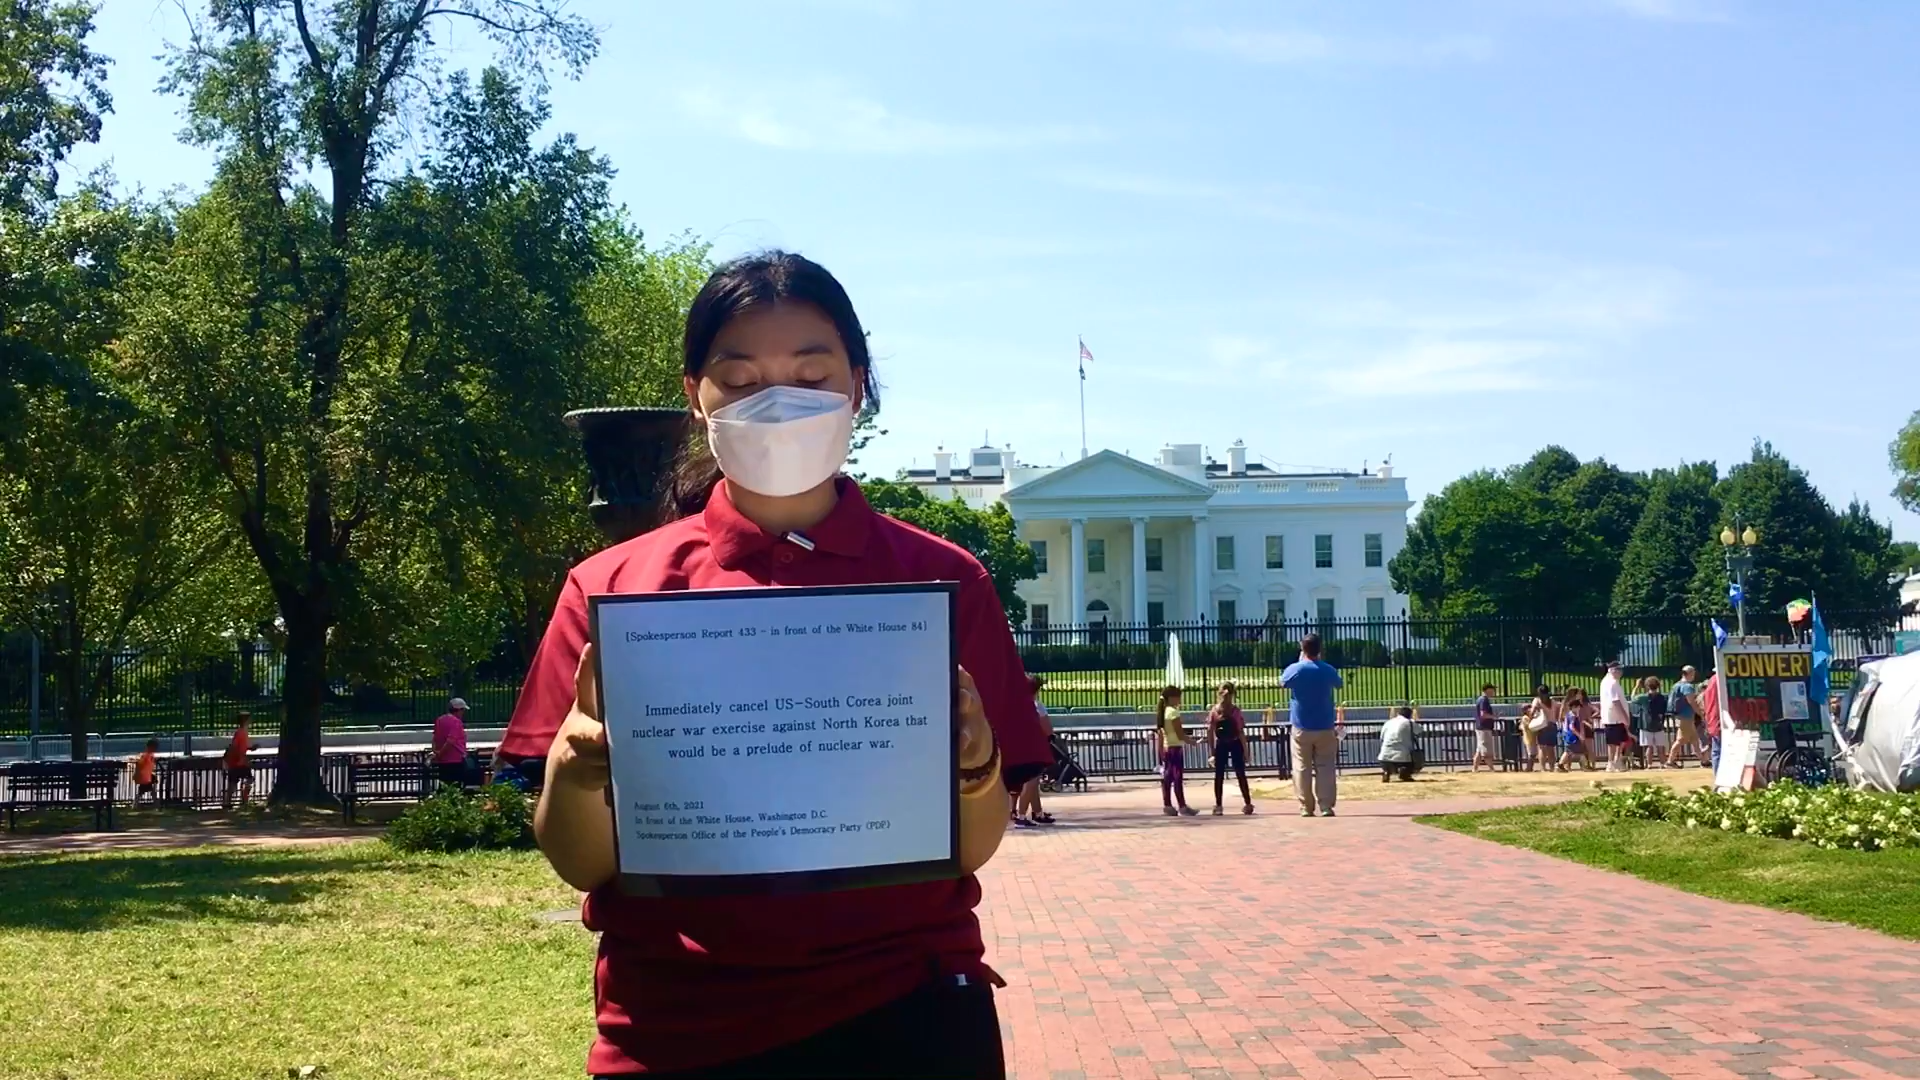 [Spokesperson Report 433 - in front of the White House 84]
Immediately cancel US-South Corea joint
nuclear war exercise against North Korea that
would be a prelude of nuclear war.
August 6th, 2021
In front of the White House, Washington D.C.
Spokesperson Office of the People's Democracy Party (PDP)
CONVERT
THE
WAR